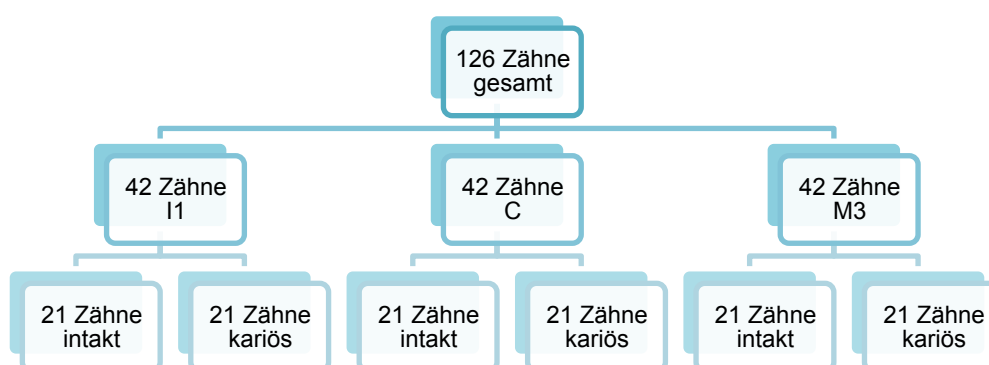 126 Zähne
gesamt
42 Zähne
I1
42 Zähne
C
42 Zähne
M3
21 Zähne
intakt
21 Zähne
kariös
21 Zähne
intakt
21 Zähne
kariös
21 Zähne
intakt
21 Zähne
kariös